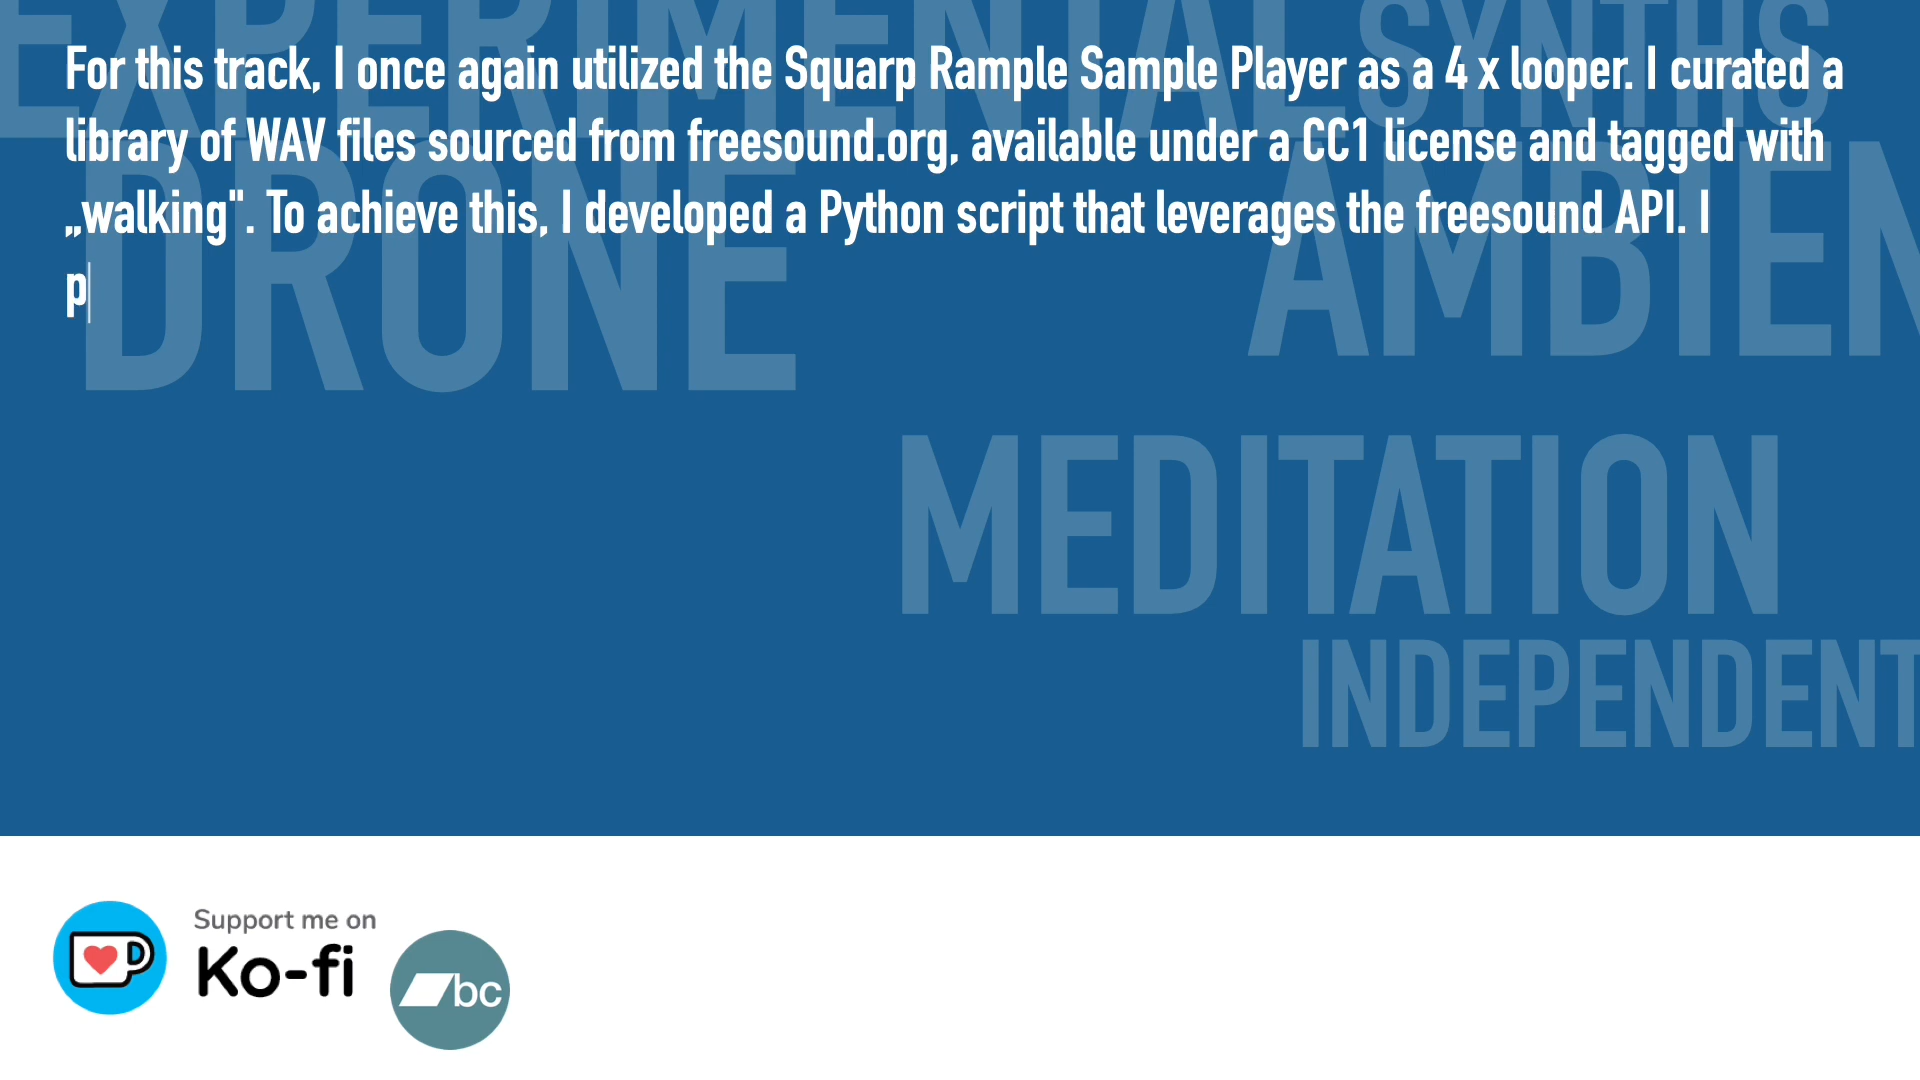 EXPERIMENTAL SYNTHS
For this track, I once again utilized the Squarp Rample Sample Player as a 4 x looper. I curated a
library of WAV files sourced from freesound.org, available under a CC1 license and tagged with
„walking". To achieve this, I developed a Python script that leverages the freesound API. I
p
DRONE
AMBIEN
MEDITATION
INDEPENDENT
Support me on
Ko-fi
bc